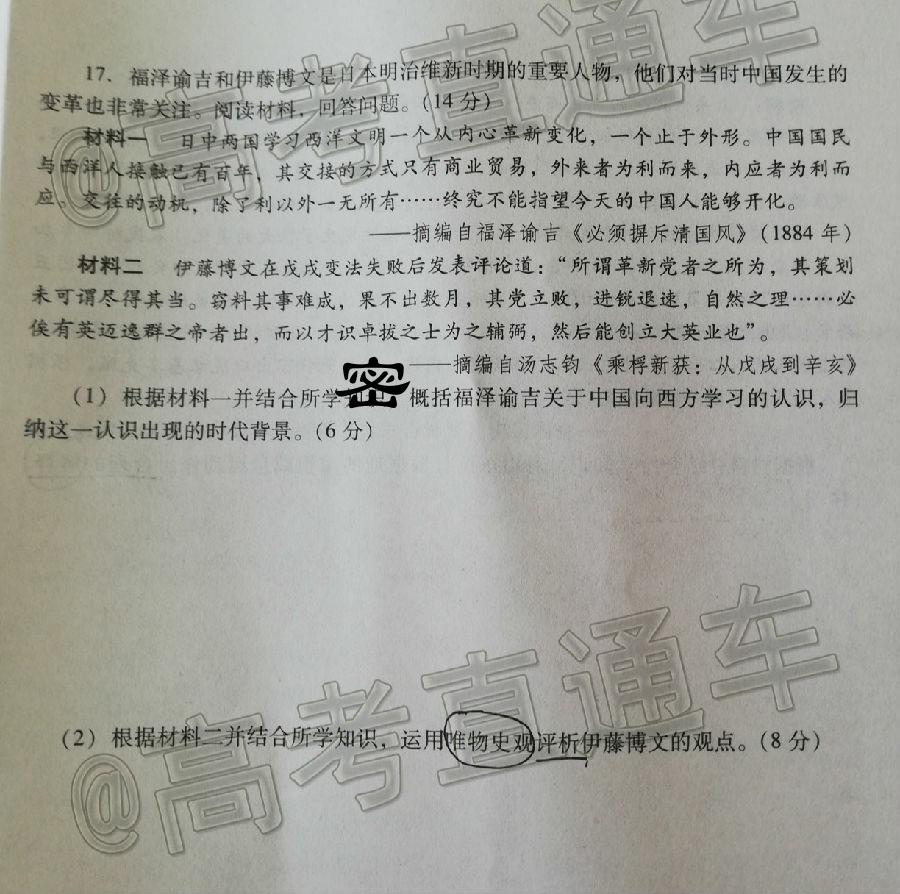 17. 福泽谕吉和伊藤博文是日本明治维新时期的重要人物，他们对当时中国发生的
变革也非常关注。阅读材料，回答问题。（14分）
材料一 日中两国学习西洋文明一个从内心革新变化，一个止于外形。中国国民
与西洋人接触已有百年，其交接的方式只有商业贸易，外来者为利而来，内应者为利而
应。交往的动机，除了利以外一无所有……终究不能指望今天的中国人能够开化。
——摘编自福泽谕吉《必须摒斥清国风》（1884年）
材料二 伊藤博文在戊戌变法失败后发表评论道：“所谓革新党者之所为，其策划
未可谓尽得其当。窃料其事难成，果不出数月，其党立败，进锐退速，自然之理……必
俟有英迈逸群之帝者出，而以才识卓拔之士为之辅弼，然后能创立大英业也”。
——摘编自汤志钧《乘桴新获：从戊戌到辛亥》
密
（1）根据材料一并结合所学 概括福泽谕吉关于中国向西方学习的认识，归
纳这一认识出现的时代背景。（6分）
（2）根据材料二并结合所学知识，运用唯物史观评析伊藤博文的观点。（8分）
@高考直通车
@高考直通车